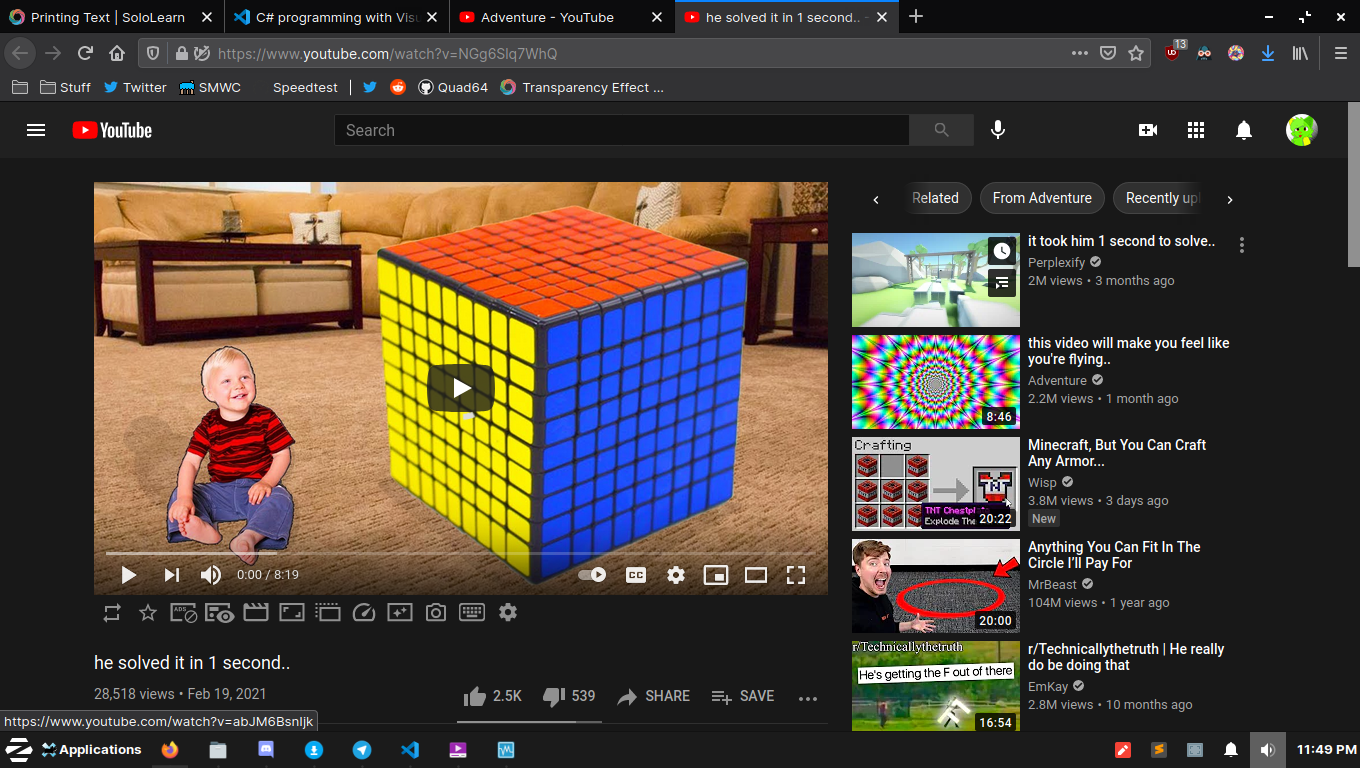 Printing Text | SoloLearn
C# programming with Visu
Adventure - YouTube
he solved it in 1 second.. -
https://www.youtube.com/watch?v=NGg6SIq7WhQ
13
Stuff
Twitter
SMWC
Speedtest
Quad64
Transparency Effect ...
YouTube
Search
Related
From Adventure
Recently upl
it took him 1 second to solve..
Perplexify
2M views • 3 months ago
this video will make you feel like
you're flying..
Adventure
2.2M views • 1 month ago
8:46
Crafting
TNT Chestpl
Explode The
20:22
Minecraft, But You Can Craft
Any Armor...
Wisp
3.8M views • 3 days ago
New
Anything You Can Fit In The
Circle I'll Pay For
MrBeast
104M views • 1 year ago
20:00
r/Technicallythetruth
He's getting the F out of there
16:54
r/Technicallythetruth | He really
do be doing that
EmKay
2.8M views • 10 months ago
0:00 / 8:19
CC
ADS
he solved it in 1 second..
28,518 views • Feb 19, 2021
2.5K
539
SHARE
SAVE
https://www.youtube.com/watch?v=abJM6BsnIjk
Applications
11:49 PM